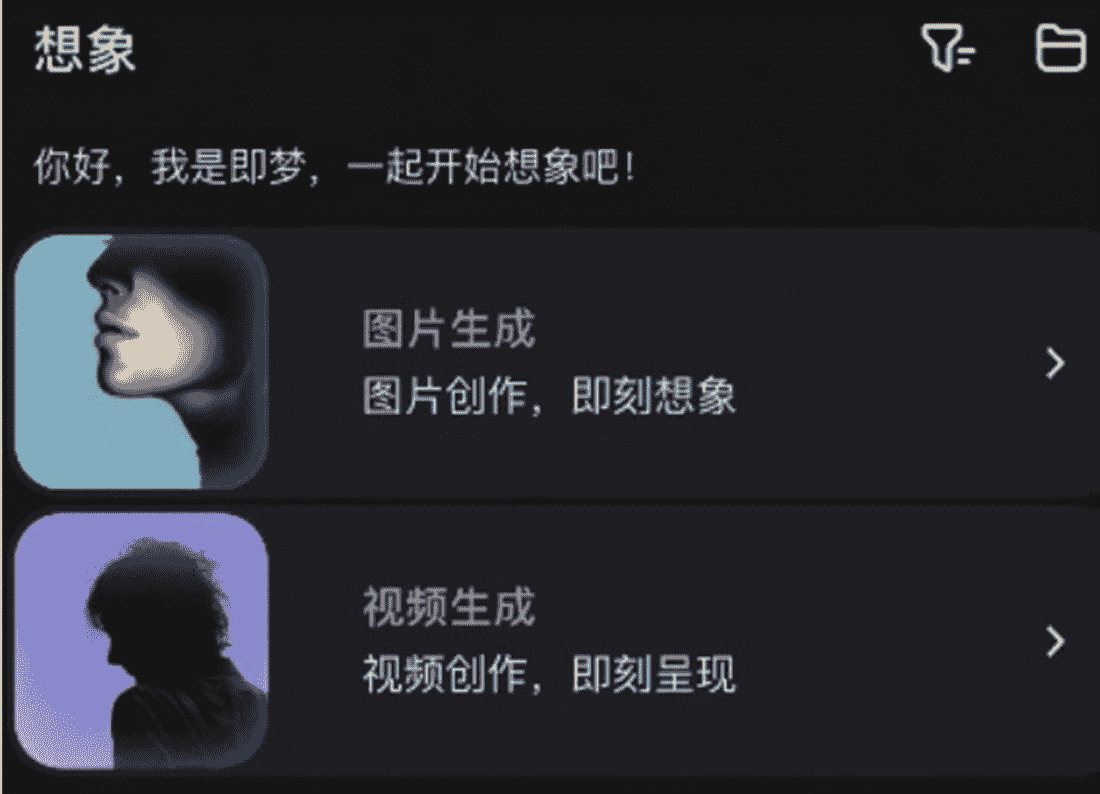 想象
你好，我是即梦，一起开始想象吧！
图片生成
图片创作，即刻想象
视频生成
视频创作，即刻呈现